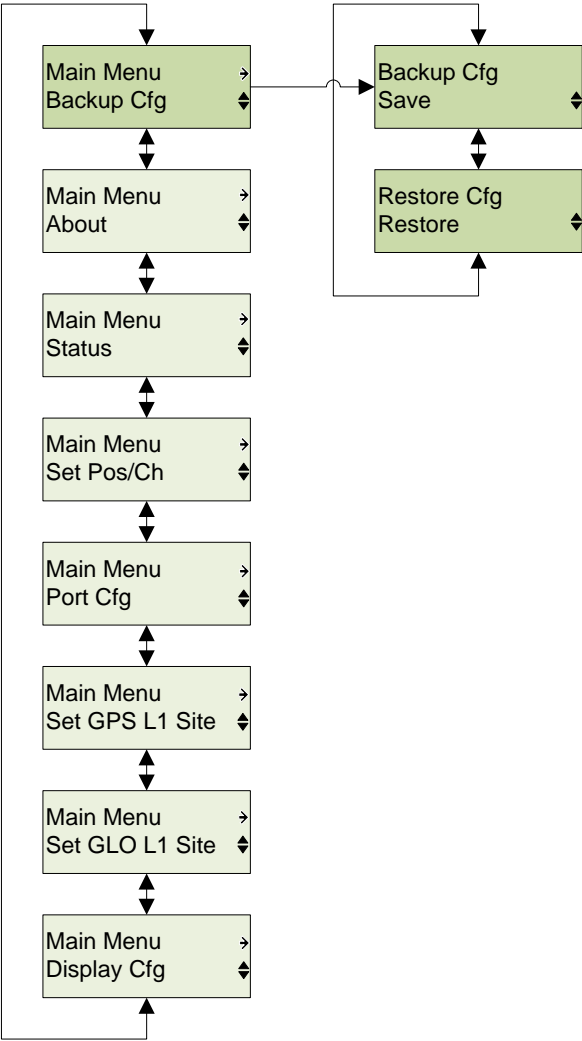 Main Menu
Backup Cfg
Backup Cfg
Save
Main Menu
About
Restore Cfg
Restore
Main Menu
Status
Main Menu
Set Pos/Ch
Main Menu
Port Cfg
Main Menu
Set GPS L1 Site
Main Menu
Set GLO L1 Site
Main Menu
Display Cfg